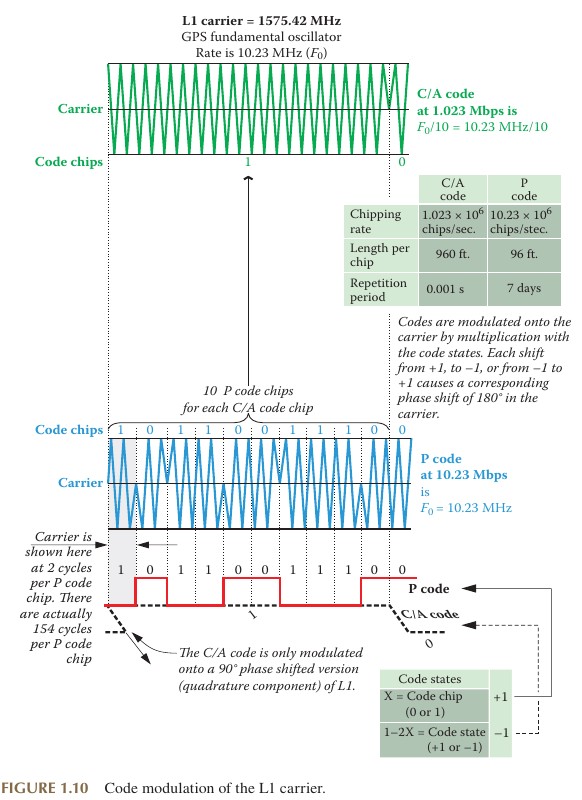 L1 carrier = 1575.42 MHz
GPS fundamental oscillator
Rate is 10.23 MHz (F0)
Carrier
C/A code
at 1.023 Mbps is
F0/10 = 10.23 MHz/10
Code chips
1
0
C/A
code
P
code
Chipping
rate
1.023 × 10⁶
chips/sec.
10.23 × 10⁶
chips/stec.
Length per
chip
960 ft.
96 ft.
Repetition
period
0.001 s
7 days
Codes are modulated onto the
carrier by multiplication with
the code states. Each shift
from +1, to −1, or from −1 to
+1 causes a corresponding
phase shift of 180° in the
carrier.
10 P code chips
for each C/A code chip
Code chips
1 0 1 1 0 0 1 1 1 0 0
Carrier
P code
at 10.23 Mbps
is
F0 = 10.23 MHz
Carrier is
shown here
at 2 cycles
per P code
chip. There
are actually
154 cycles
per P code
chip
1 0 1 1 0 0 1 1 1 0 0
P code
1
C/A code
0
The C/A code is only modulated
onto a 90° phase shifted version
(quadrature component) of L1.
Code states
X = Code chip
(0 or 1)
+1
1–2X = Code state
(+1 or −1)
−1
FIGURE 1.10 Code modulation of the L1 carrier.